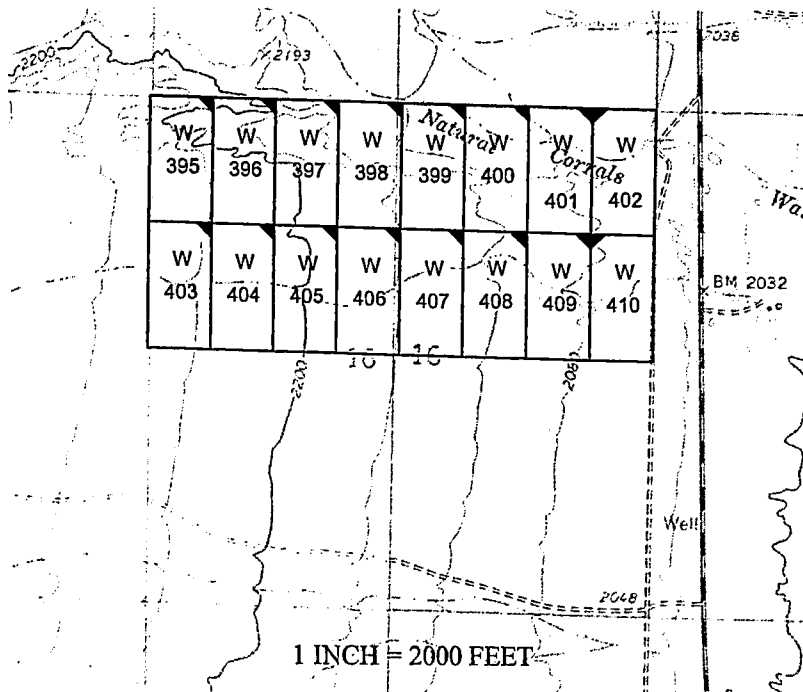 2036
2193
2200
Natural
W W W W W W W W
395 396 397 398 399 400 401 402
Corrals
W W W W W W W W
403 404 405 406 407 408 409 410
BM 2032
2200
2080
Well
2048
1 INCH = 2000 FEET